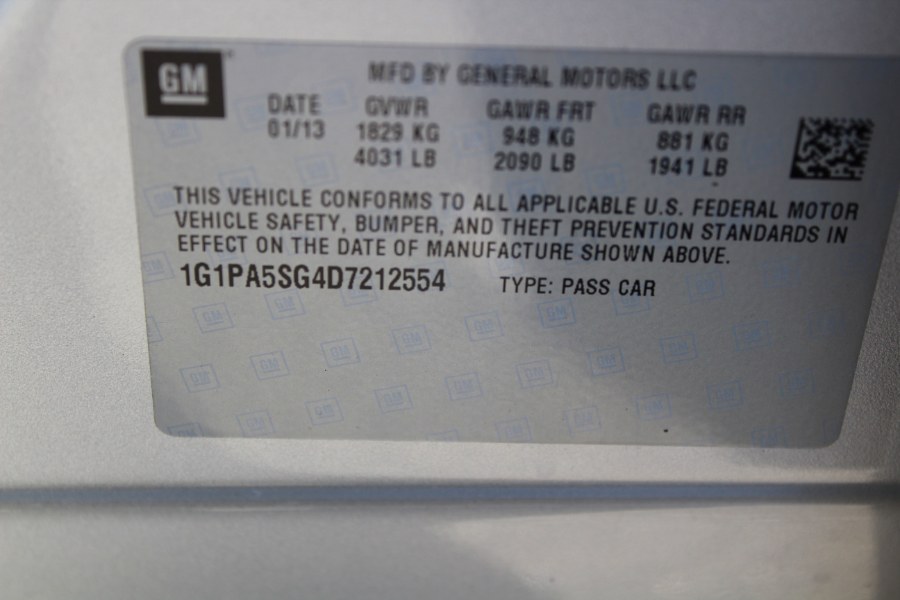 GM
MFD BY GENERAL MOTORS LLC
DATE GVWR GAWR FRT GAWR RR
01/13 1829 KG 948 KG 881 KG
4031 LB 2090 LB 1941 LB
THIS VEHICLE CONFORMS TO ALL APPLICABLE U.S. FEDERAL MOTOR
VEHICLE SAFETY, BUMPER, AND THEFT PREVENTION STANDARDS IN
EFFECT ON THE DATE OF MANUFACTURE SHOWN ABOVE.
1G1PA5SG4D7212554 TYPE: PASS CAR